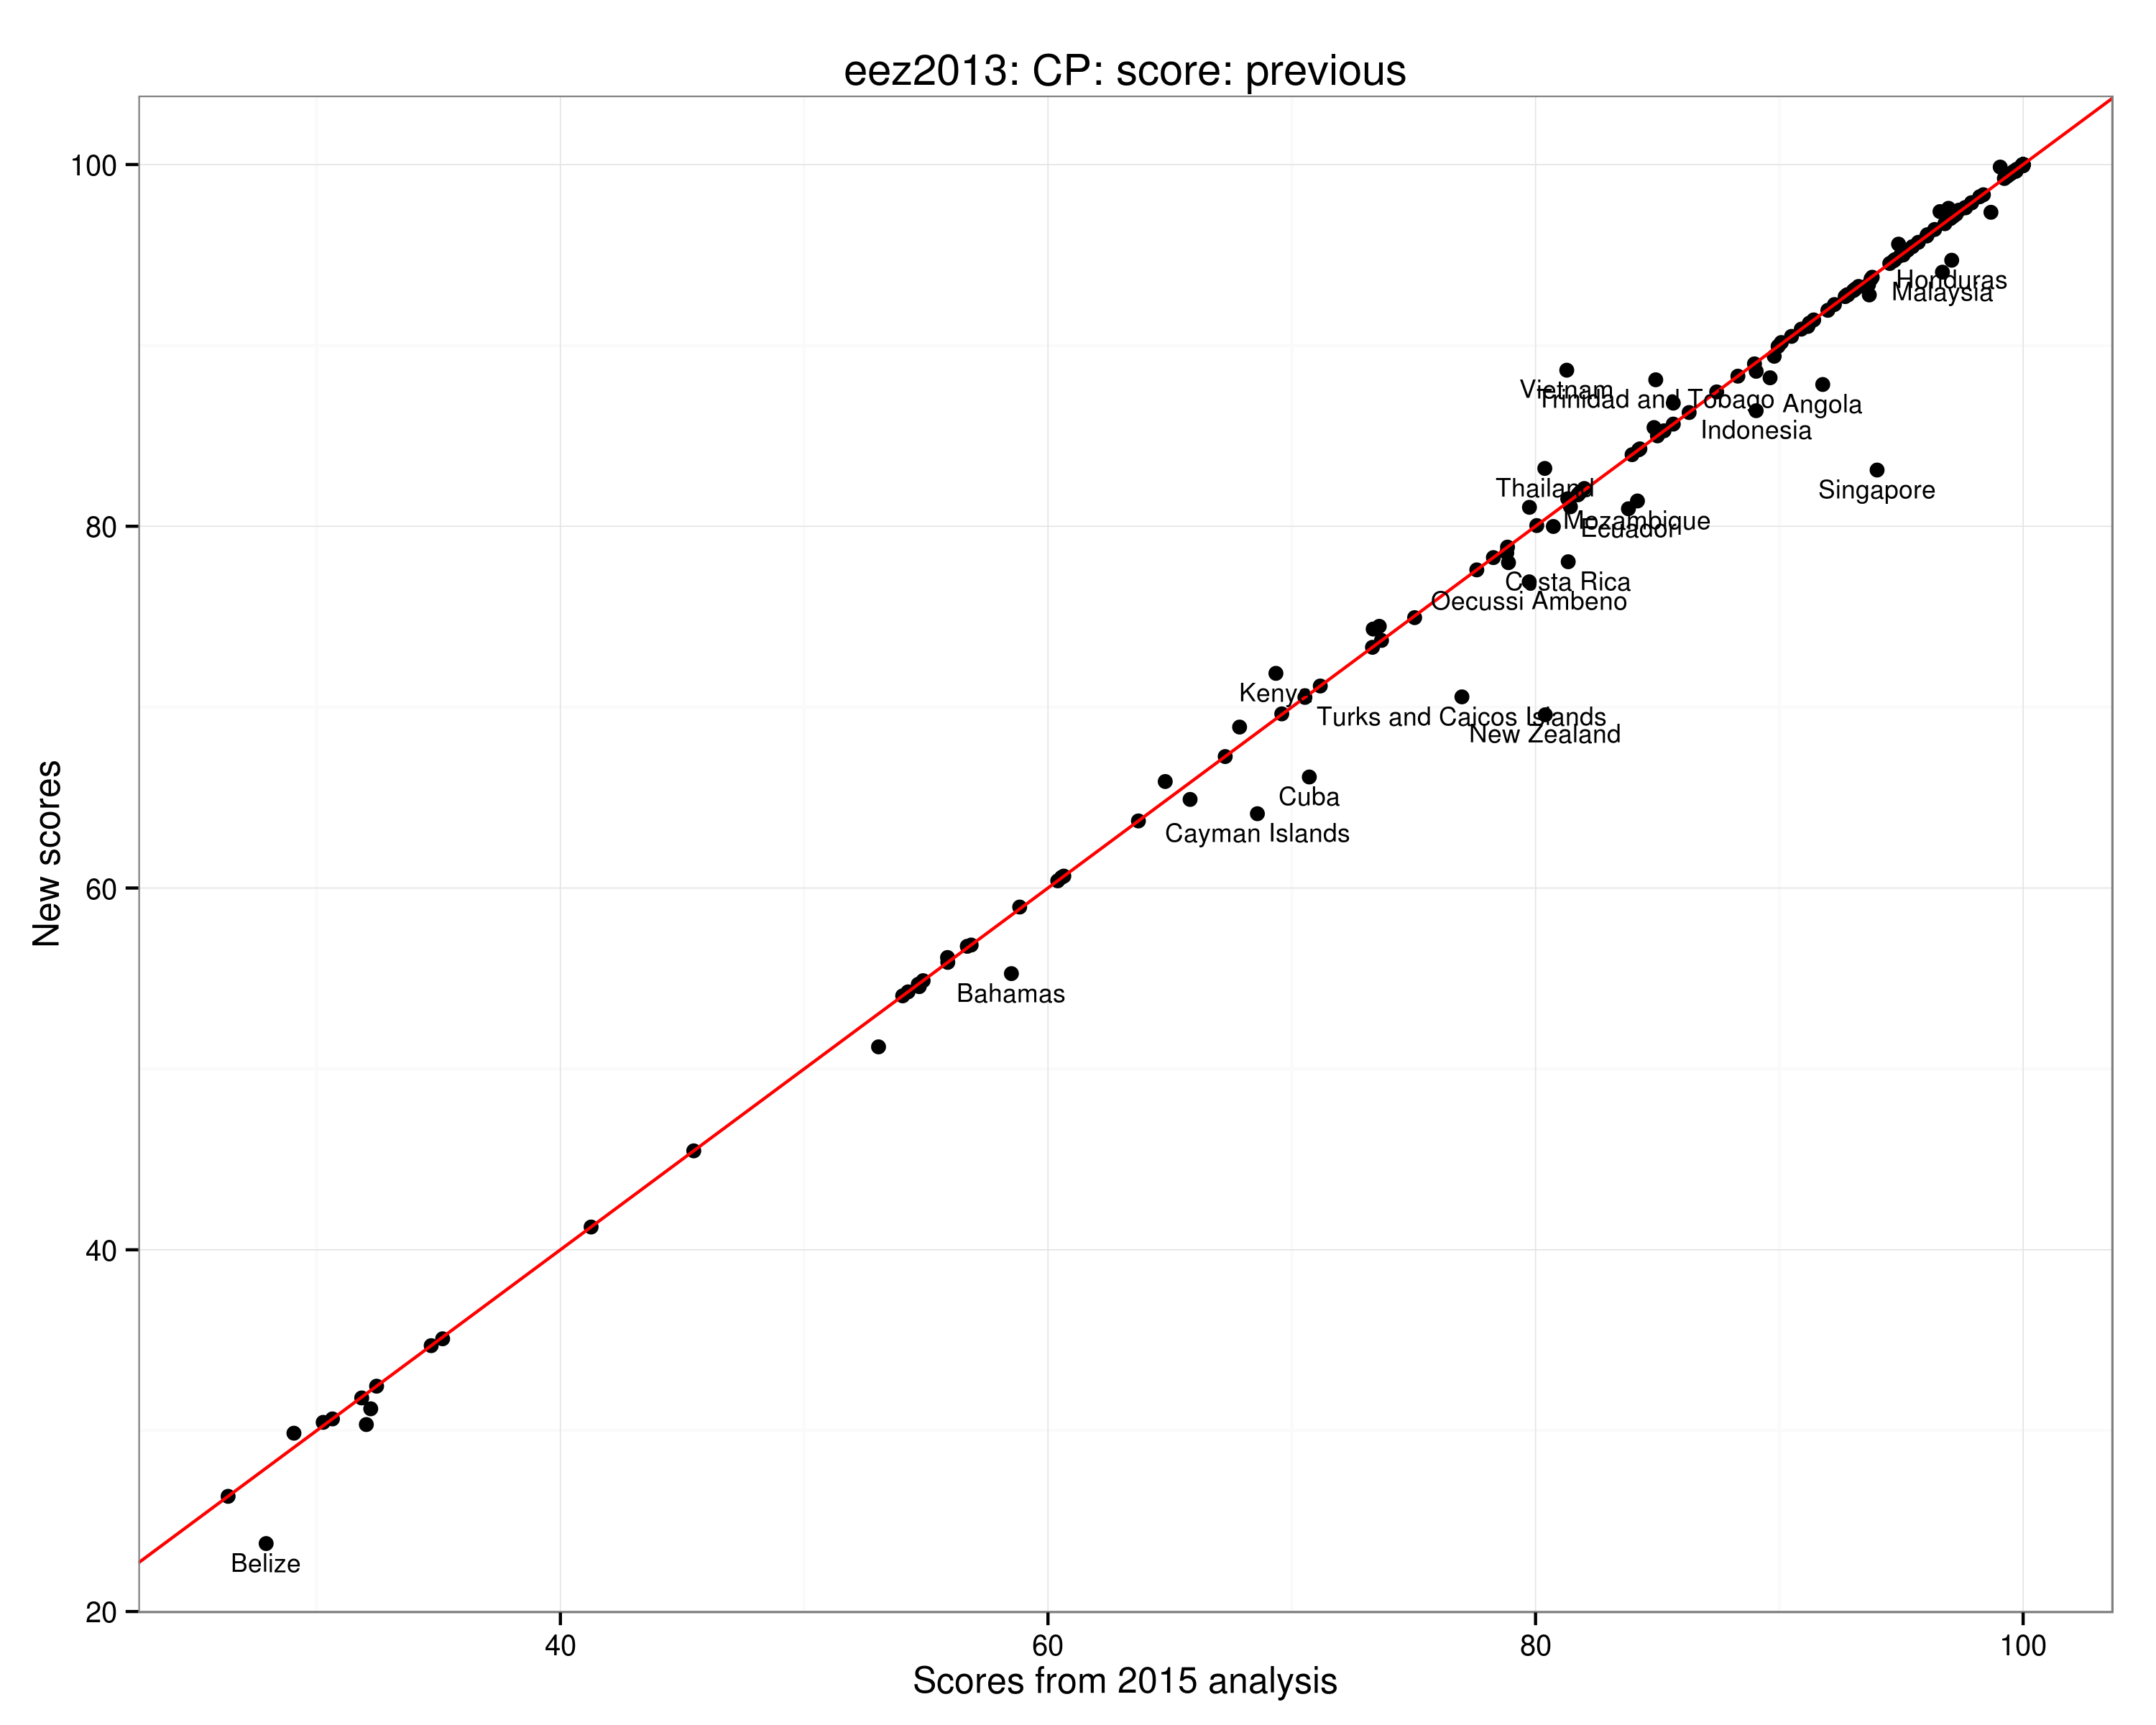 eez2013: CP: score: previous
New scores
100
80
60
40
20
Honduras
Malaysia
Vietnam
Trinidad and Tobago
Angola
Indonesia
Thailand
Singapore
Mozambique
Ecuador
Costa Rica
Oecussi Ambeno
Kenya
Turks and Caicos Islands
New Zealand
Cuba
Cayman Islands
Bahamas
Belize
40
60
80
100
Scores from 2015 analysis